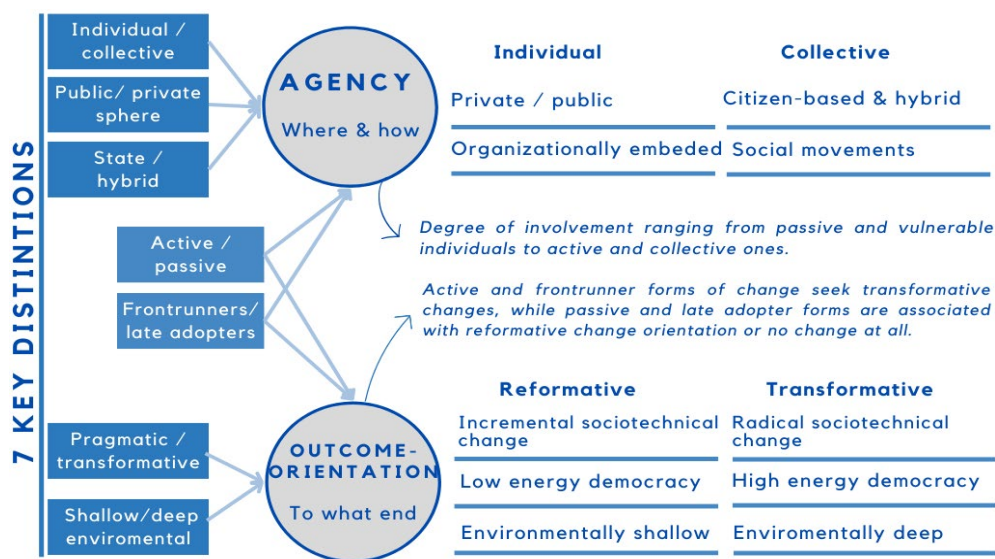 7 KEY DISTINTIONS
Individual /
collective
Public/ private
sphere
State /
hybrid
Active /
passive
Frontrunners/
late adopters
Pragmatic /
transformative
Shallow/deep
enviromental
AGENCY
Where & how
Individual
Collective
Private / public
Citizen-based & hybrid
Organizationally embeded
Social movements
Degree of involvement ranging from passive and vulnerable
individuals to active and collective ones.
Active and frontrunner forms of change seek transformative
changes, while passive and late adopter forms are associated
with reformative change orientation or no change at all.
OUTCOME-
ORIENTATION
To what end
Reformative
Transformative
Incremental sociotechnical
change
Radical sociotechnical
change
Low energy democracy
High energy democracy
Environmentally shallow
Enviromentally deep